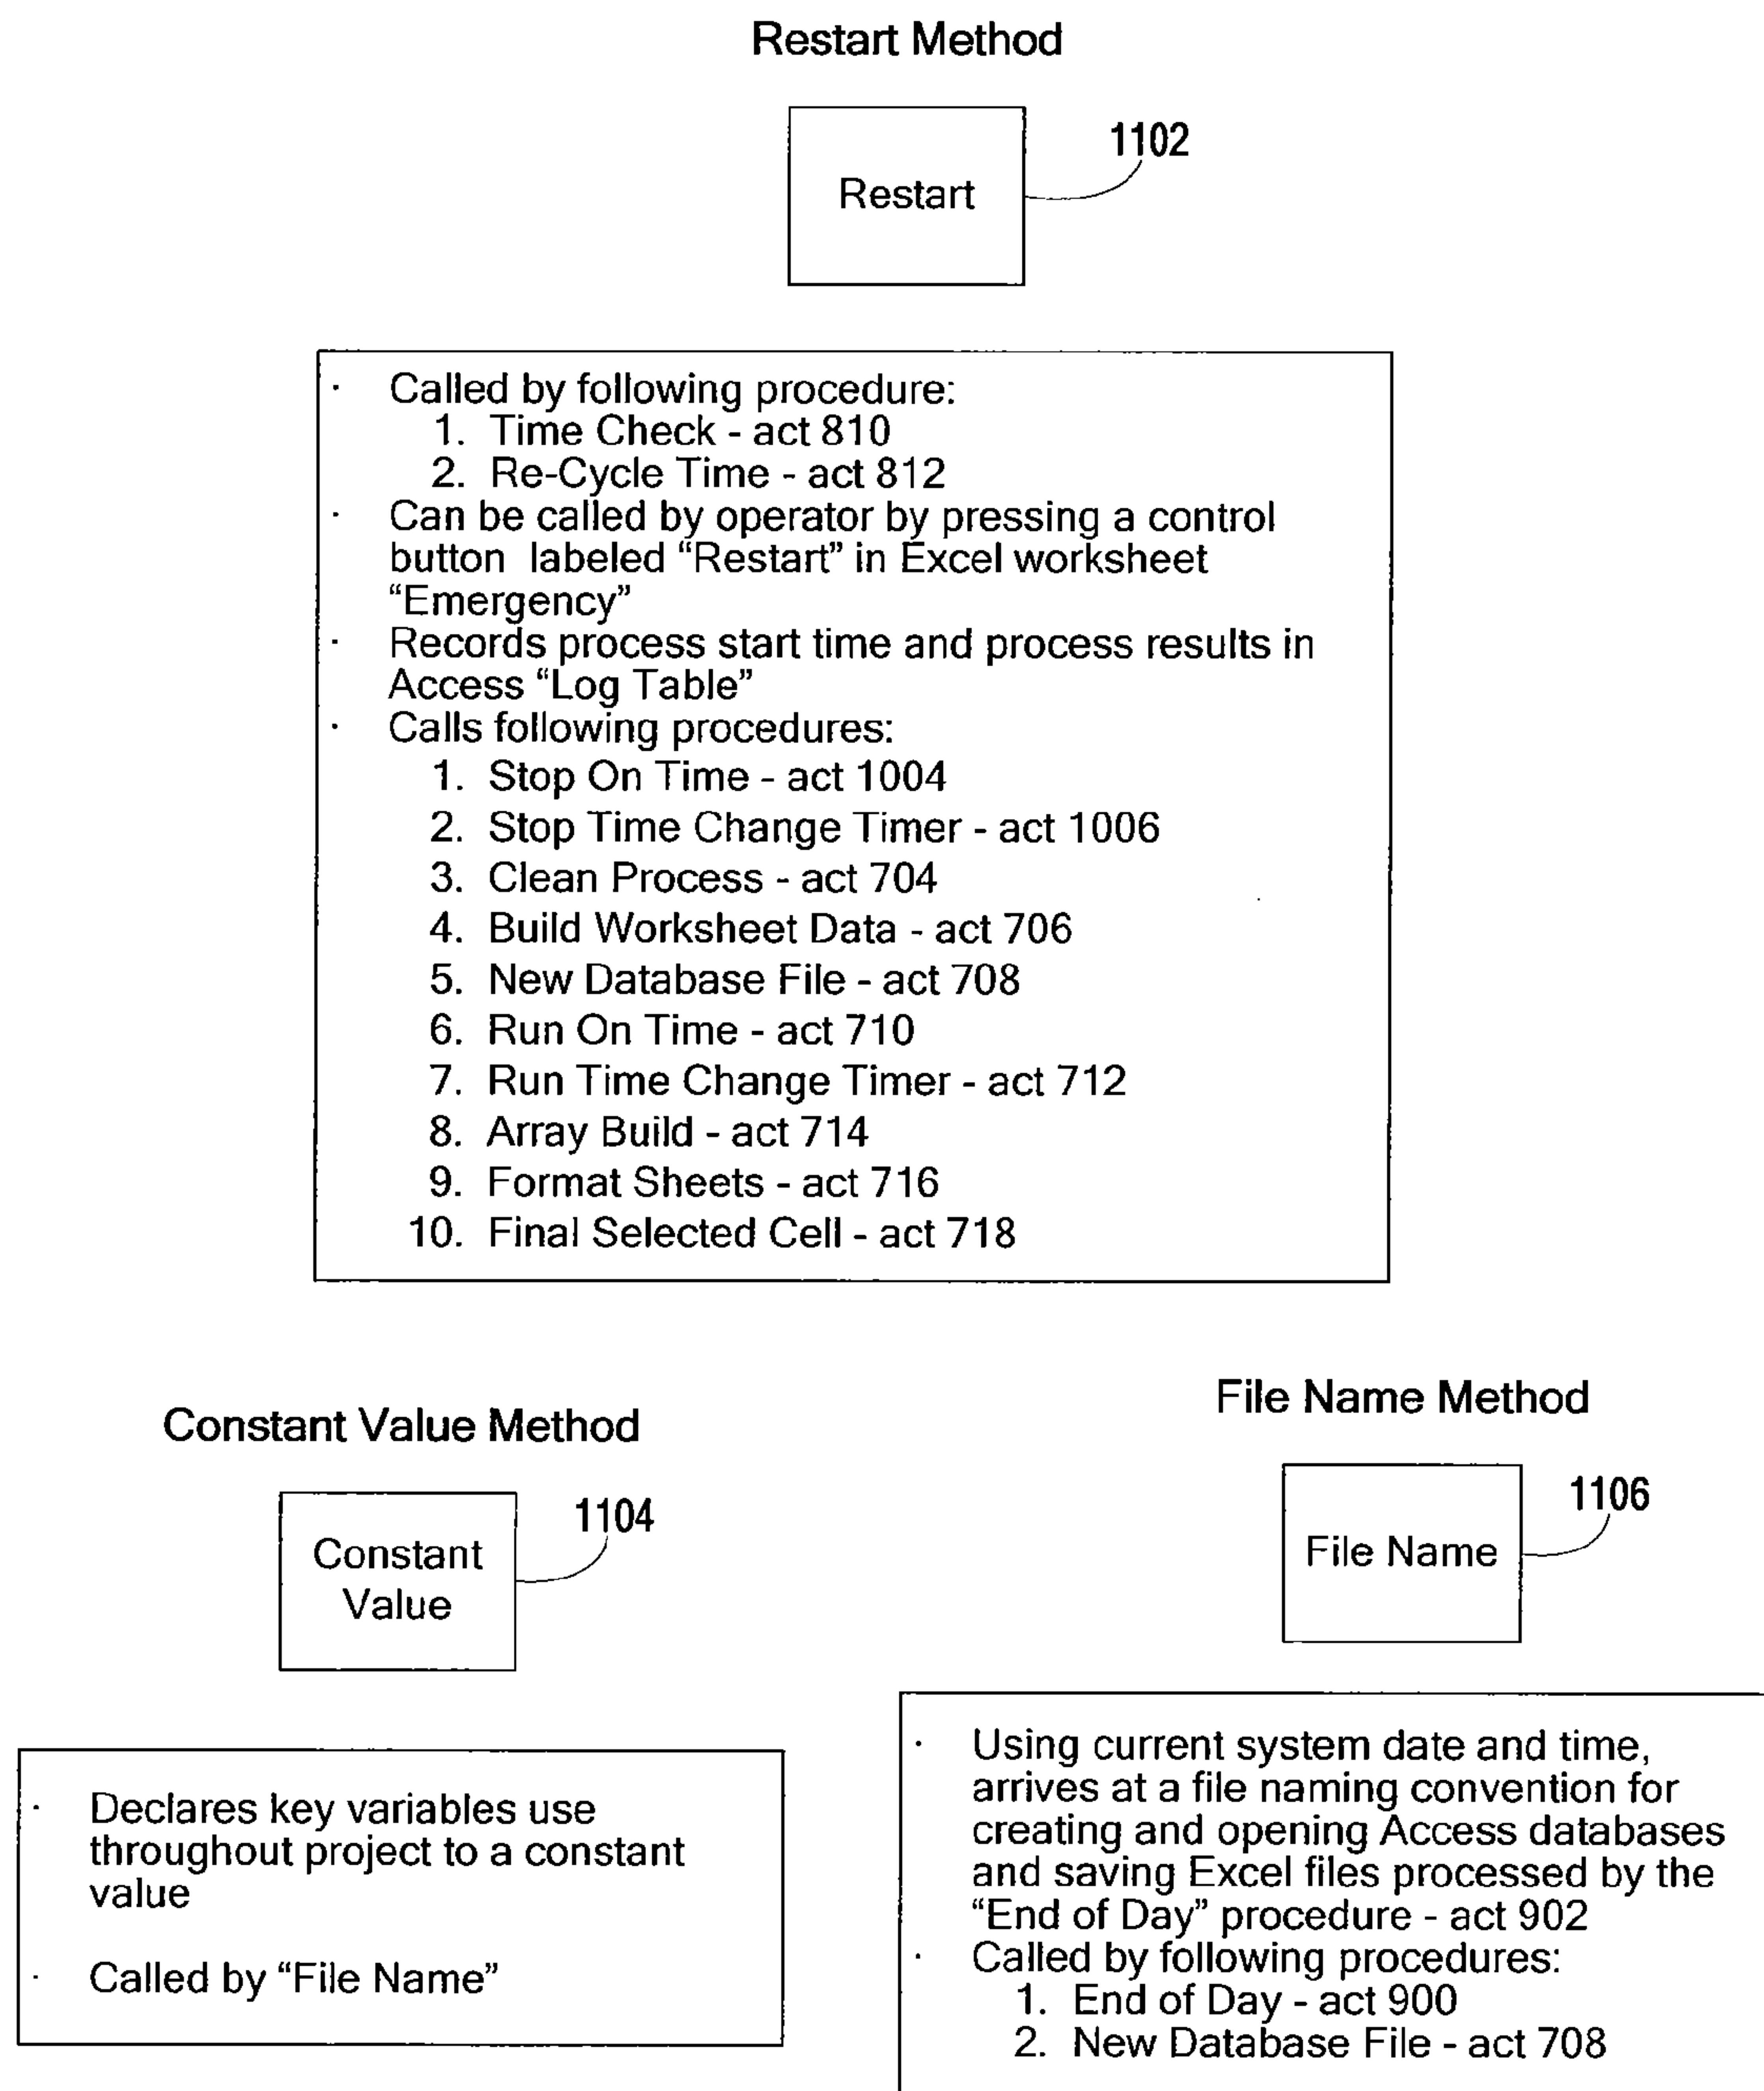 Restart Method
1102
Restart
· Called by following procedure:
1. Time Check - act 810
2. Re-Cycle Time - act 812
· Can be called by operator by pressing a control
button labeled “Restart” in Excel worksheet
“Emergency”
· Records process start time and process results in
Access “Log Table”
· Calls following procedures:
1. Stop On Time - act 1004
2. Stop Time Change Timer - act 1006
3. Clean Process - act 704
4. Build Worksheet Data - act 706
5. New Database File - act 708
6. Run On Time - act 710
7. Run Time Change Timer - act 712
8. Array Build - act 714
9. Format Sheets - act 716
10. Final Selected Cell - act 718
Constant Value Method
1104
Constant
Value
· Declares key variables use
throughout project to a constant
value
· Called by “File Name”
File Name Method
1106
File Name
· Using current system date and time,
arrives at a file naming convention for
creating and opening Access databases
and saving Excel files processed by the
“End of Day” procedure - act 902
· Called by following procedures:
1. End of Day - act 900
2. New Database File - act 708